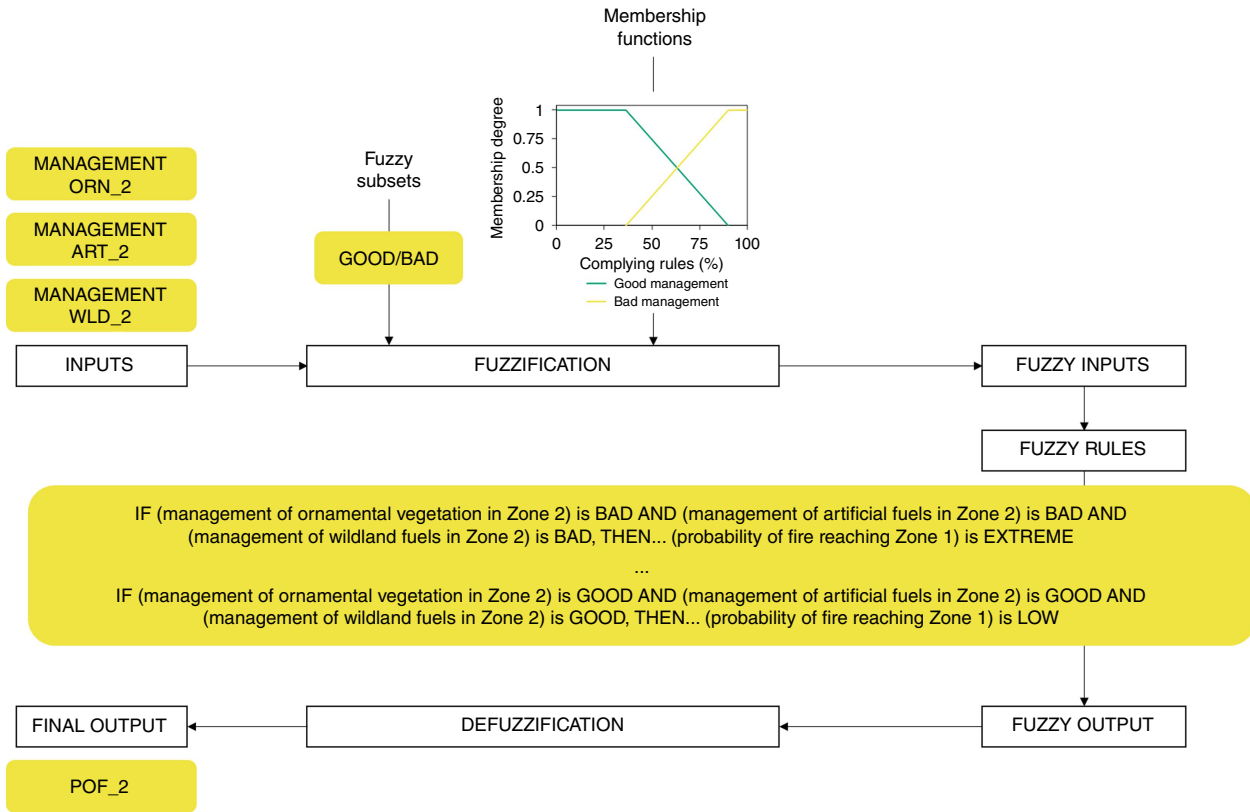 Membership
functions
Membership degree
1
0.75
0.5
0.25
0
0
25
50
75
100
Complying rules (%)
Good management
Bad management
MANAGEMENT
ORN_2
MANAGEMENT
ART_2
MANAGEMENT
WLD_2
Fuzzy
subsets
GOOD/BAD
INPUTS
FUZZIFICATION
FUZZY INPUTS
FUZZY RULES
IF (management of ornamental vegetation in Zone 2) is BAD AND (management of artificial fuels in Zone 2) is BAD AND
(management of wildland fuels in Zone 2) is BAD, THEN... (probability of fire reaching Zone 1) is EXTREME
...
IF (management of ornamental vegetation in Zone 2) is GOOD AND (management of artificial fuels in Zone 2) is GOOD AND
(management of wildland fuels in Zone 2) is GOOD, THEN... (probability of fire reaching Zone 1) is LOW
FINAL OUTPUT
DEFUZZIFICATION
FUZZY OUTPUT
POF_2